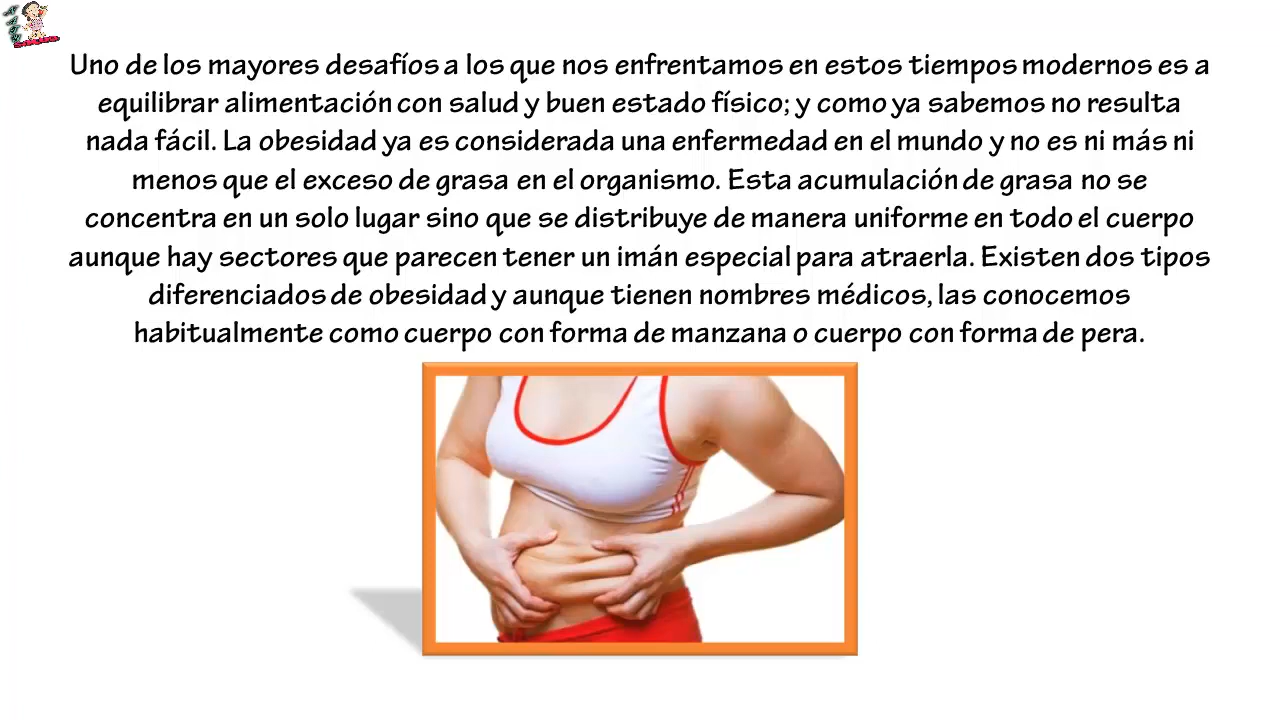 Uno de los mayores desafíos a los que nos enfrentamos en estos tiempos modernos es a
equilibrar alimentación con salud y buen estado físico; y como ya sabemos no resulta
nada fácil. La obesidad ya es considerada una enfermedad en el mundo y no es ni más ni
menos que el exceso de grasa en el organismo. Esta acumulación de grasa no se
concentra en un solo lugar sino que se distribuye de manera uniforme en todo el cuerpo
aunque hay sectores que parecen tener un imán especial para atraerla. Existen dos tipos
diferenciados de obesidad y aunque tienen nombres médicos, las conocemos
habitualmente como cuerpo con forma de manzana o cuerpo con forma de pera.